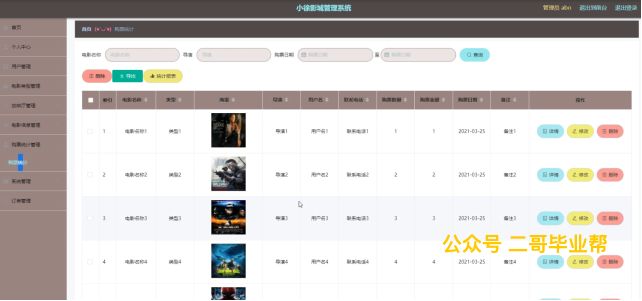 小徐影城管理系统
管理员 abo 退出到前台 退出登录
首页 (●'◡'●) 购票统计
首页
个人中心
用户管理
电影类型管理
放映厅管理
电影信息管理
购票统计管理
购票统计
系统管理
订单管理
电影名称 电影名称 导演 导演 购票日期 购票日期 至 购票日期 查询
删除 导出 统计报表
索引 电影名称 类型 海报 导演 用户名 联系电话 购票数量 购票金额 购票日期 备注 操作
1 电影名称1 类型1 导演1 用户名1 联系电话1 1 1 2021-03-25 备注1 详情 修改 删除
2 电影名称2 类型2 导演2 用户名2 联系电话2 2 2 2021-03-25 备注2 详情 修改 删除
3 电影名称3 类型3 导演3 用户名3 联系电话3 3 3 2021-03-25 备注3 详情 修改 删除
公众号 二哥毕业帮
4 电影名称4 类型4 导演4 用户名4 联系电话4 4 4 2021-03-25 备注4 详情 修改 删除